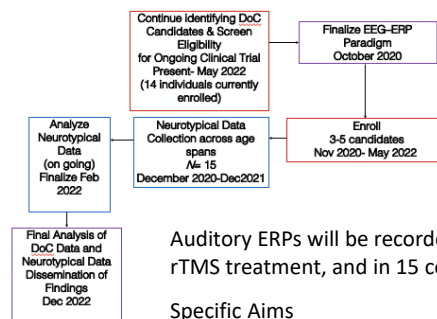 Continue identifying DoC
Candidates & Screen
Eligibility
for Ongoing Clinical Trial
Present- May 2022
(14 individuals currently
enrolled)
Finalize EEG–ERP
Paradigm
October 2020
Enroll
3-5 candidates
Nov 2020- May 2022
Neurotypical Data
Collection across age
spans
N= 15
December 2020-Dec2021
Analyze
Neurotypical
Data
(on going)
Finalize Feb
2022
Final Analysis of
DoC Data and
Neurotypical Data
Dissemination of
Findings
Dec 2022
Auditory ERPs will be recorde
rTMS treatment, and in 15 co
Specific Aims